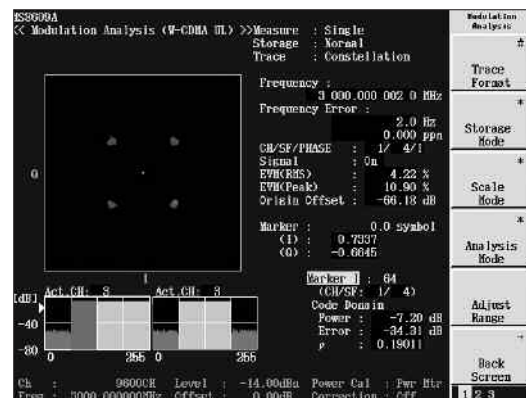 MS8609A
<< Modulation Analysis (W-CDMA UL) >>
Measure : Single
Storage : Normal
Trace : Constellation
Frequency :
3 000.000 002 0 MHz
Frequency Error :
2.0 Hz
0.000 ppm
CH/SF/PHASE : 1/ 4/I
Signal : On
EVM(RMS) : 4.22 %
EVM(Peak) : 10.90 %
Origin Offset : -66.18 dB
Marker : 0.0 symbol
(I) : 0.7337
(Q) : -0.6645
Q
I
Marker 1 : 64
(CH/SF: 1/ 4)
Code Domain
Power : -7.20 dB
Error : -34.31 dB
ρ : 0.19011
Act.CH: 3 Act.CH: 3
[dB]
-40
-80
0 255 0 255
Ch : 9600CH Level : -14.00dBm Power Cal : Pwr Mtr
Freq : 3000.000000MHz Offset : 0.00dB Correction : Off
Modulation
Analysis
#
Trace
Format
*
Storage
Mode
*
Scale
Mode
*
Analysis
Mode
Adjust
Range
→
Back
Screen
1 2 3